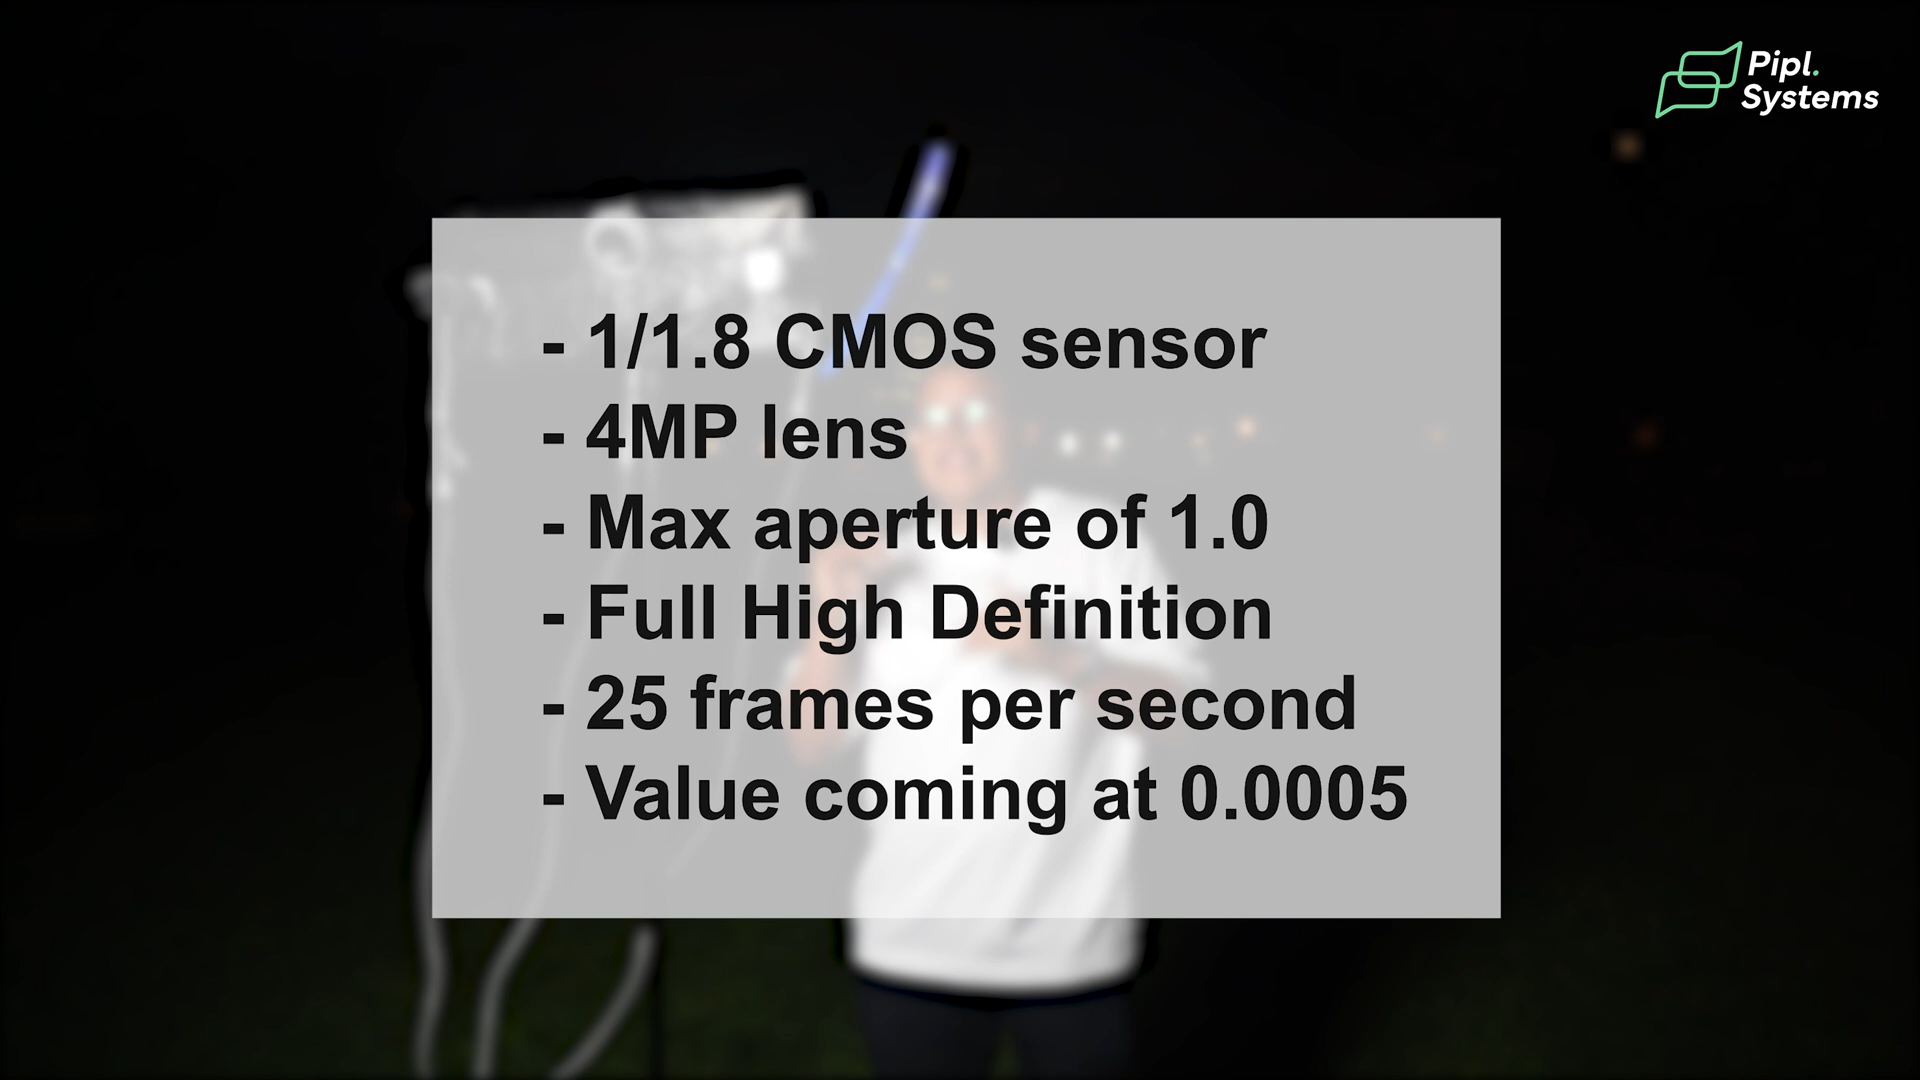 Pipl.
Systems
- 1/1.8 CMOS sensor
- 4MP lens
- Max aperture of 1.0
- Full High Definition
- 25 frames per second
- Value coming at 0.0005